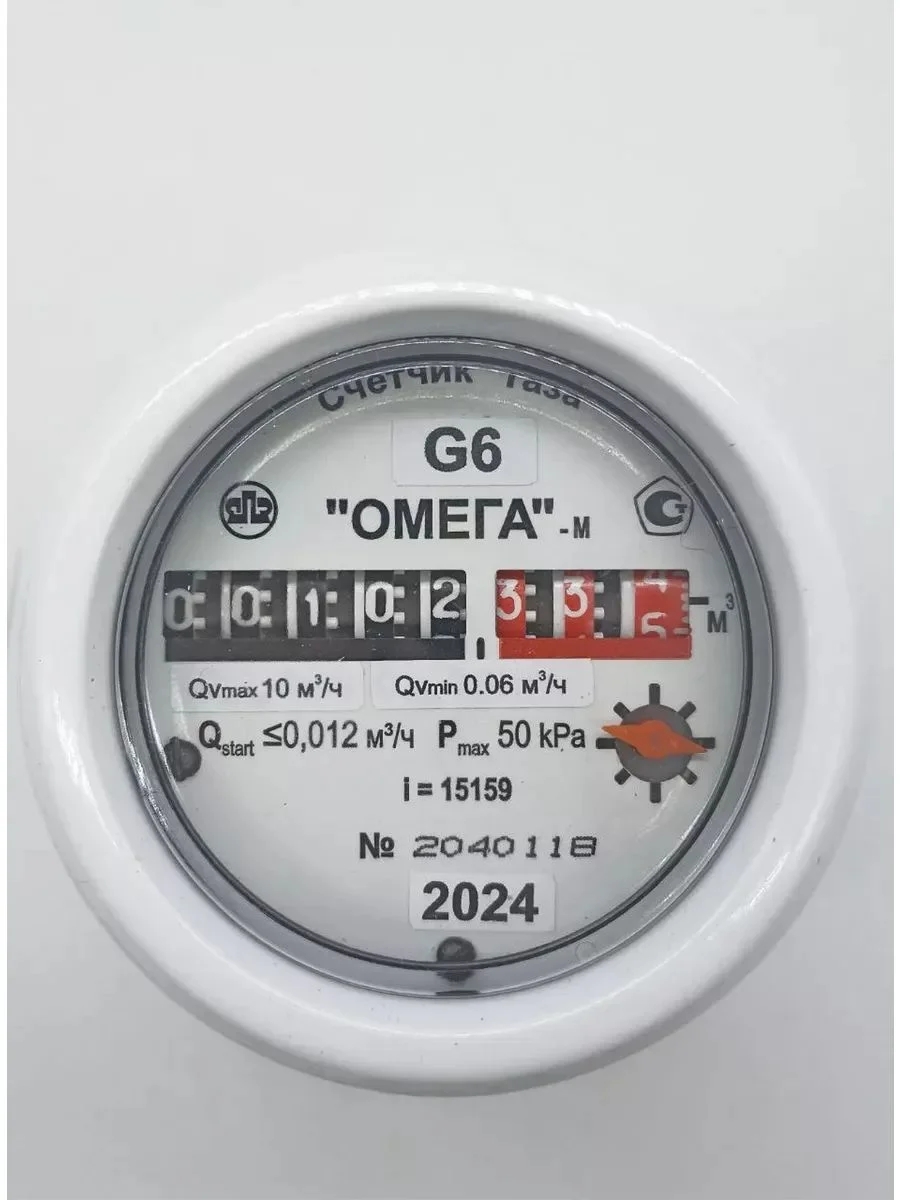 Счетчик газа
G6
"ОМЕГА"-М
00102 33
м³
Qvmax 10 м³/ч Qvmin 0.06 м³/ч
Qstart ≤0,012 м³/ч Pmax 50 kPa
i = 15159
№ 2040118
2024